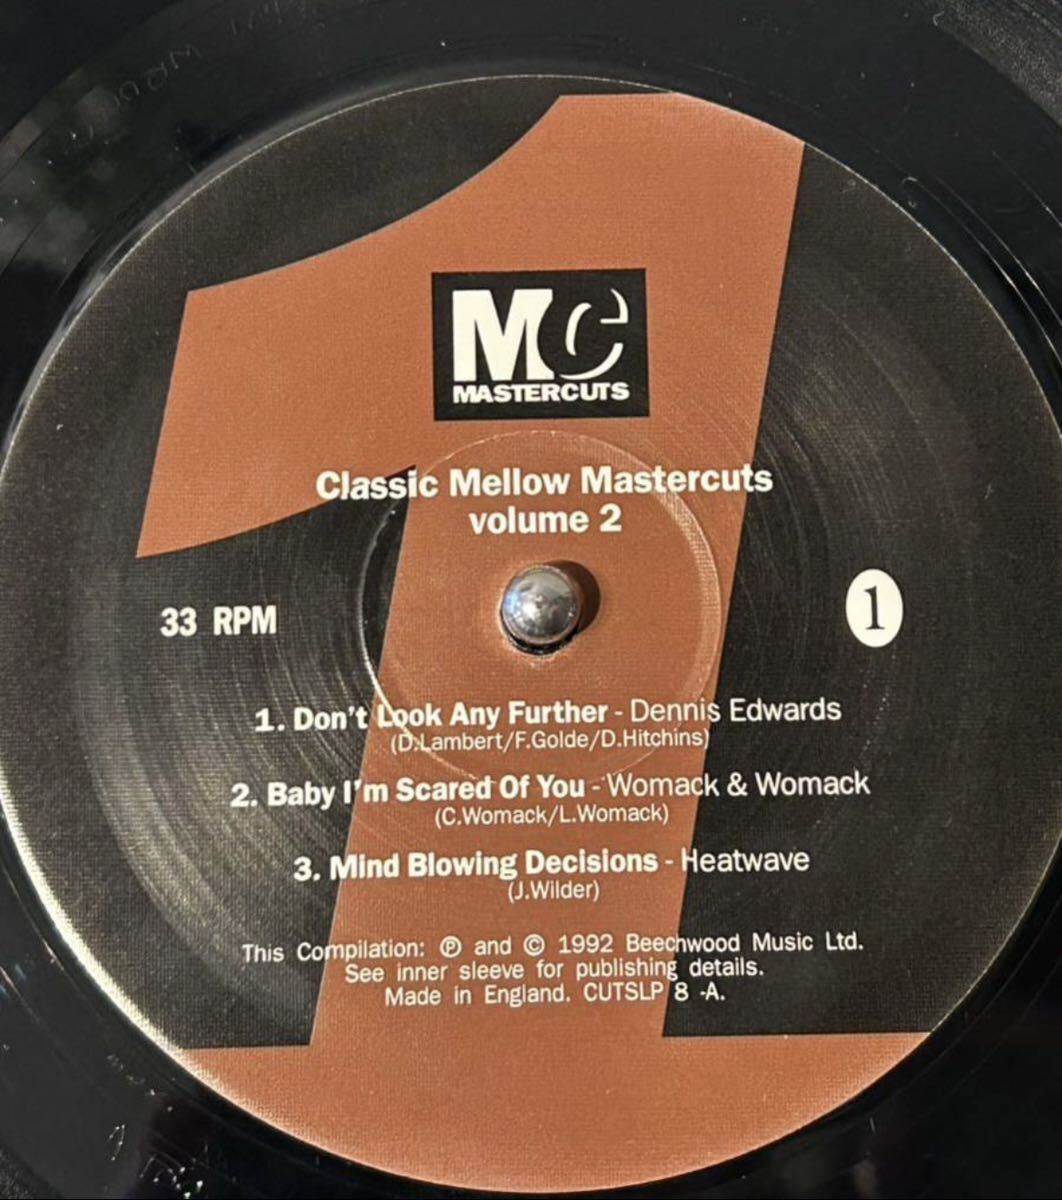 MC
MASTERCUTS
Classic Mellow Mastercuts
volume 2
33 RPM
1
1. Don't Look Any Further - Dennis Edwards
(D.Lambert/F.Golde/D.Hitchins)
2. Baby I'm Scared Of You - Womack & Womack
(C.Womack/L.Womack)
3. Mind Blowing Decisions - Heatwave
(J.Wilder)
This Compilation: ℗ and © 1992 Beechwood Music Ltd.
See inner sleeve for publishing details.
Made in England. CUTSLP 8 -A.